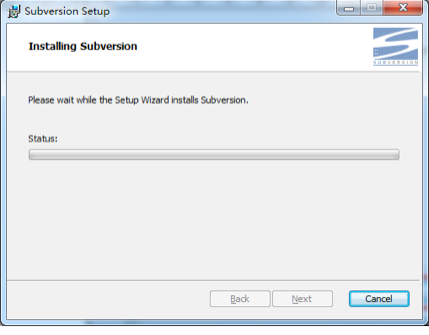 Subversion Setup
Installing Subversion
SUBVERSION
Please wait while the Setup Wizard installs Subversion.
Status:
Back
Next
Cancel